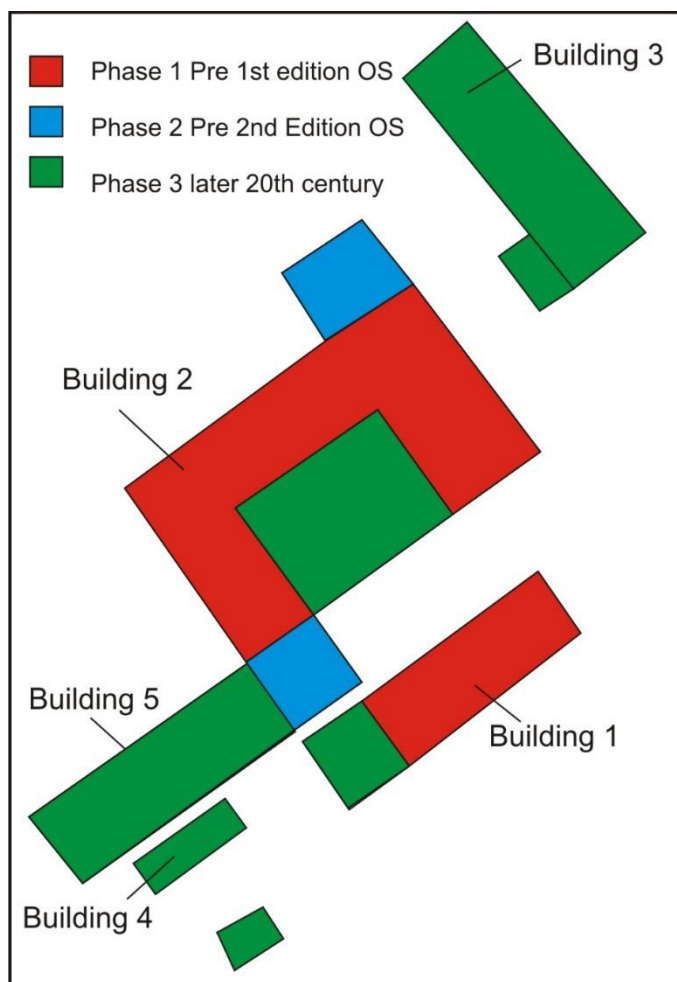 Building 3
Phase 1 Pre 1st edition OS
Phase 2 Pre 2nd Edition OS
Phase 3 later 20th century
Building 2
Building 5
Building 1
Building 4